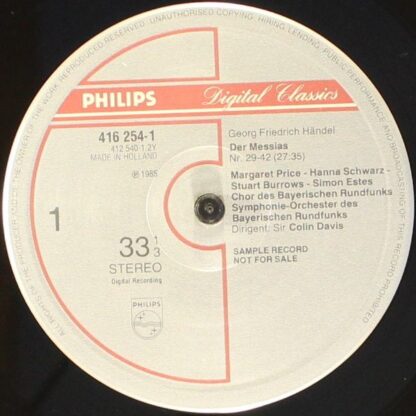 ALL RIGHTS OF THE PRODUCER AND OF THE OWNER OF THE WORK REPRODUCED RESERVED · UNAUTHORISED COPYING, HIRING, LENDING, PUBLIC PERFORMANCE AND BROADCASTING OF THIS RECORD PROHIBITED
PHILIPS Digital Classics
416 254-1
412 540-1.2Y
MADE IN HOLLAND
℗ 1985
1
33 1/3
STEREO
Digital Recording
PHILIPS
Georg Friedrich Händel
Der Messias
Nr. 29-42 (27:35)
Margaret Price - Hanna Schwarz -
Stuart Burrows - Simon Estes
Chor des Bayerischen Rundfunks
Symphonie-Orchester des
Bayerischen Rundfunks
Dirigent: Sir Colin Davis
SAMPLE RECORD
NOT FOR SALE